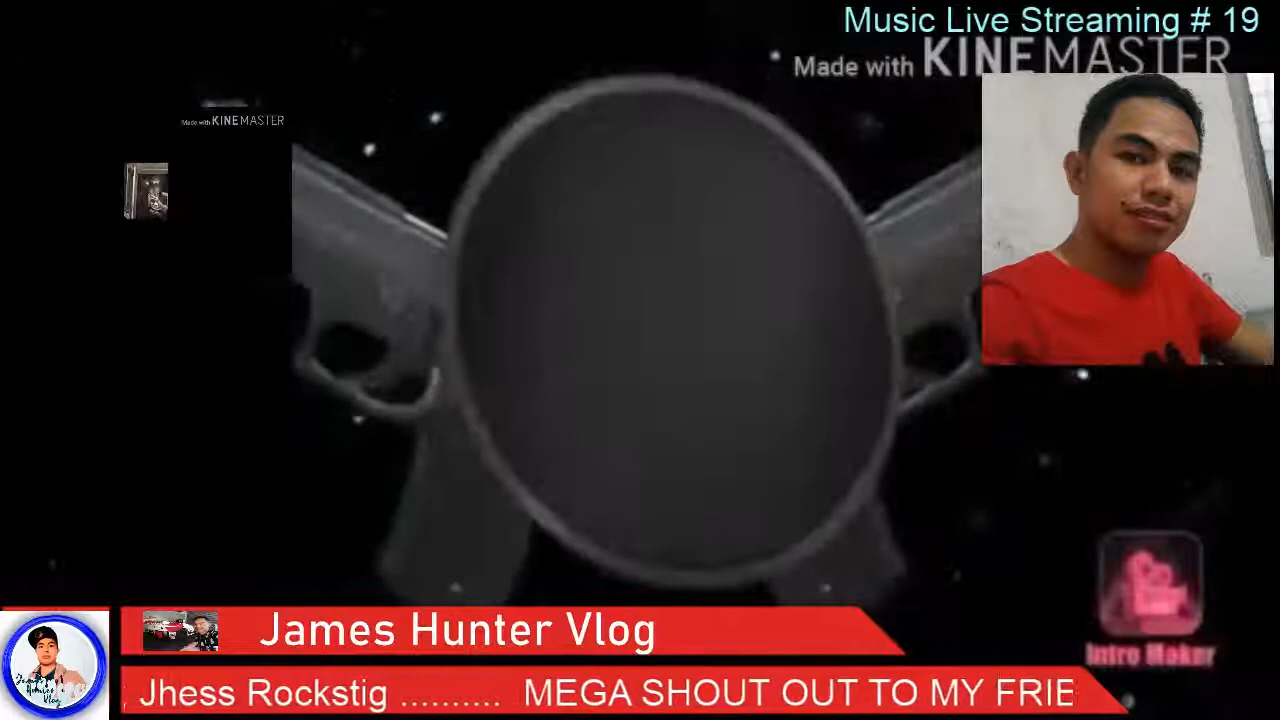 Music Live Streaming # 19
Made with KINEMASTER
Made with KINEMASTER
Intro Maker
James Hunter Vlog
Jhess Rockstig .......... MEGA SHOUT OUT TO MY FRIE